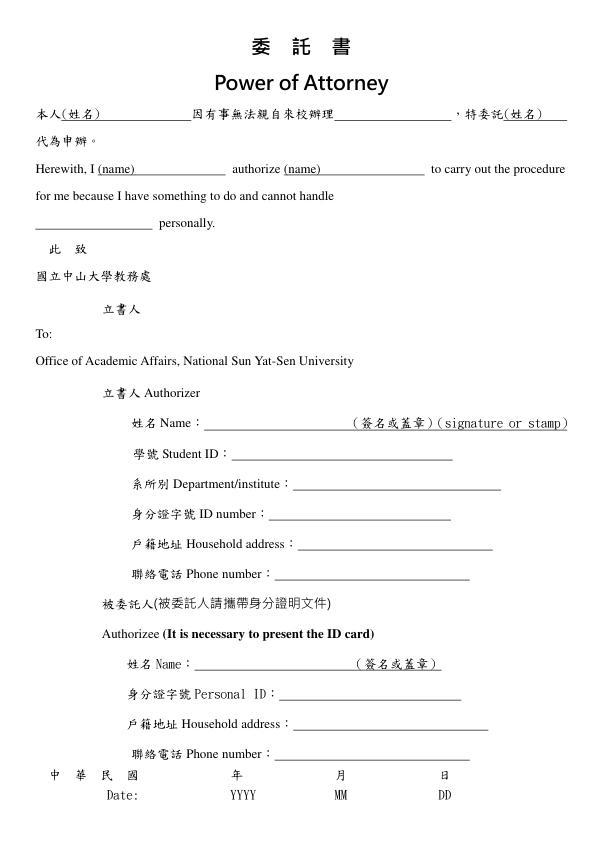 委 託 書
Power of Attorney
本人(姓名)____________________因有事無法親自來校辦理__________________，特委託(姓名)________
代為申辦。
Herewith, I (name)______________ authorize (name)________________ to carry out the procedure
for me because I have something to do and cannot handle
__________________ personally.
此 致
國立中山大學教務處
立書人
To:
Office of Academic Affairs, National Sun Yat-Sen University
立書人 Authorizer
姓名 Name：______________________(簽名或蓋章)(signature or stamp)
學號 Student ID：__________________________________
系所別 Department/institute：________________________________
身分證字號 ID number：____________________________
戶籍地址 Household address：______________________________
聯絡電話 Phone number：______________________________
被委託人(被委託人請攜帶身分證明文件)
Authorizee (It is necessary to present the ID card)
姓名 Name：________________________(簽名或蓋章)
身分證字號 Personal ID：____________________________
戶籍地址 Household address：______________________________
聯絡電話 Phone number：______________________________
中 華 民 國 年 月 日
Date: YYYY MM DD